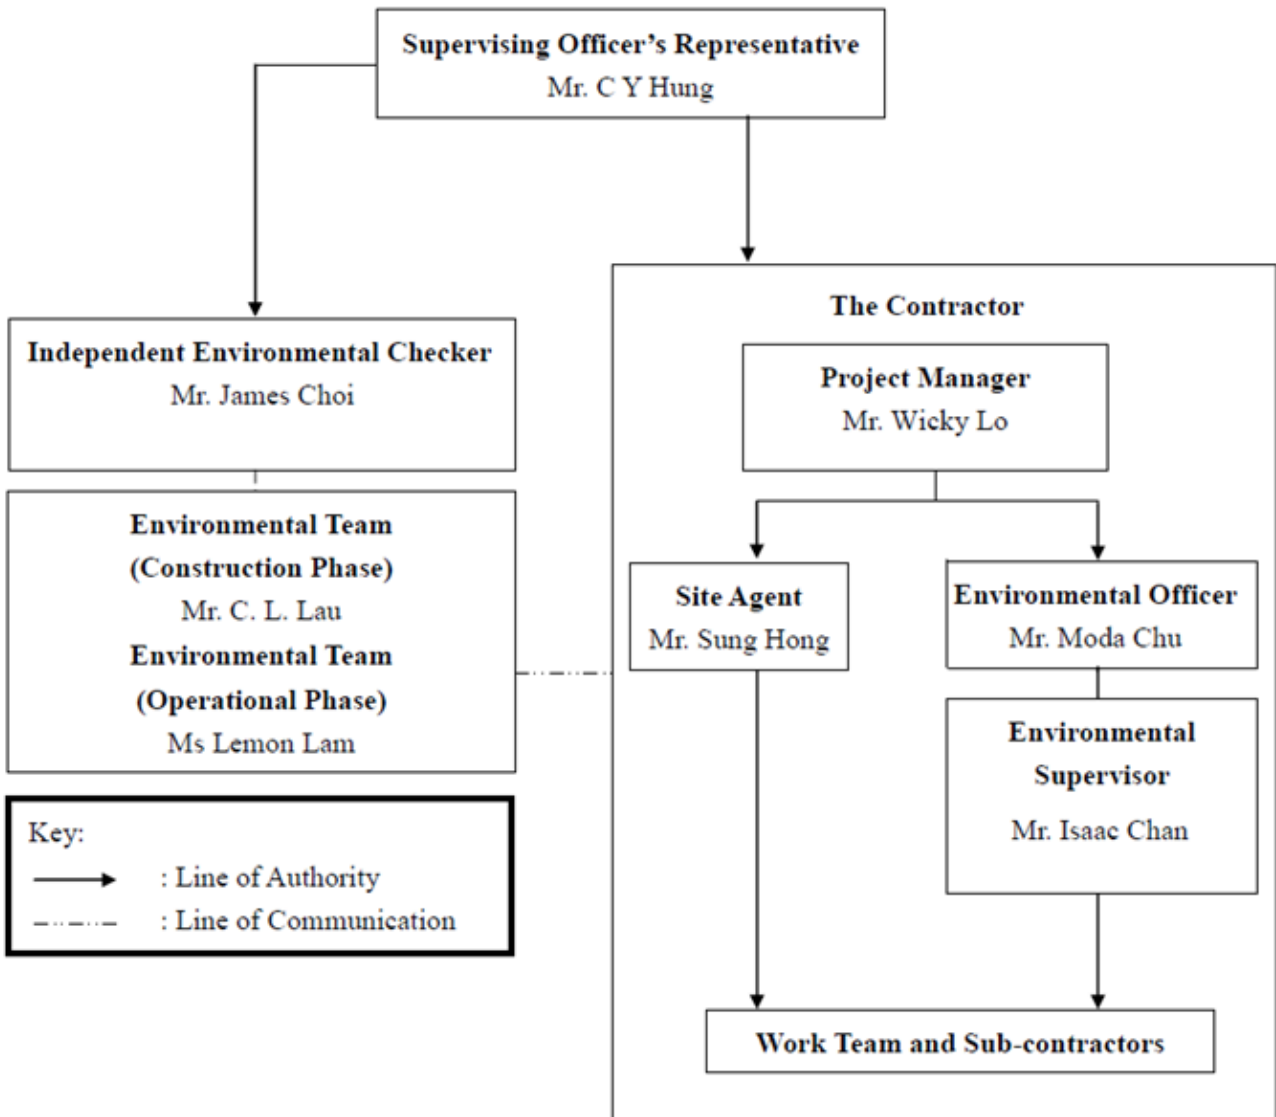 Supervising Officer's Representative
Mr. C Y Hung
Independent Environmental Checker
Mr. James Choi
Environmental Team
(Construction Phase)
Mr. C. L. Lau
Environmental Team
(Operational Phase)
Ms Lemon Lam
Key:
: Line of Authority
: Line of Communication
The Contractor
Project Manager
Mr. Wicky Lo
Site Agent
Mr. Sung Hong
Environmental Officer
Mr. Moda Chu
Environmental
Supervisor
Mr. Isaac Chan
Work Team and Sub-contractors